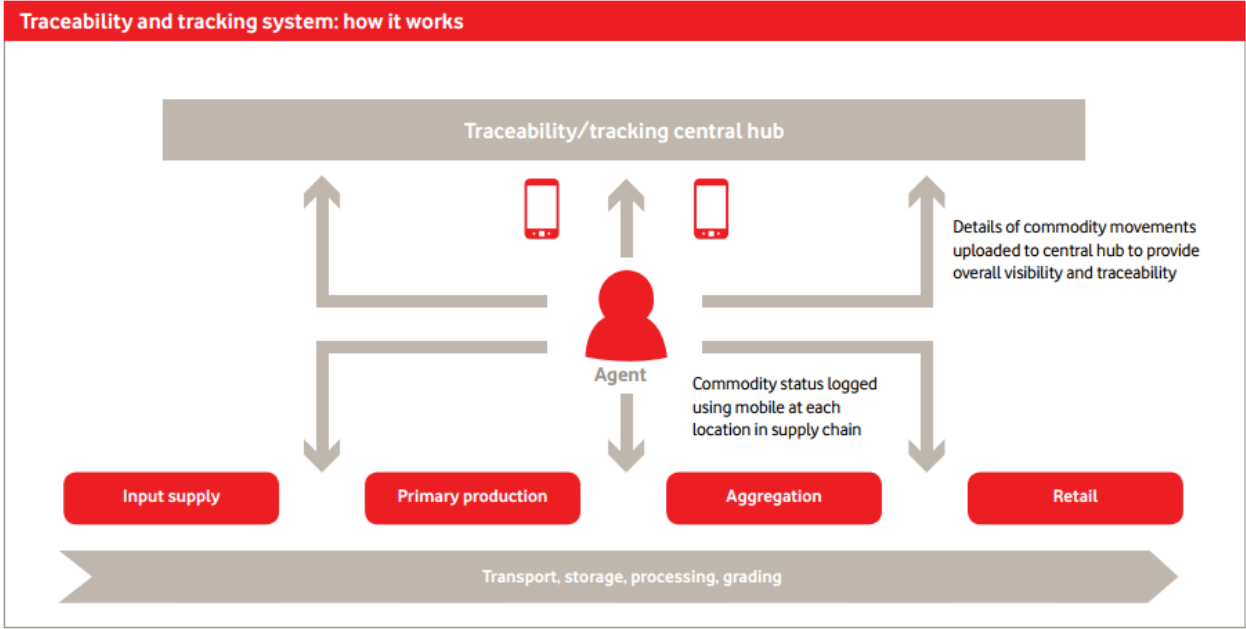 Traceability and tracking system: how it works
Traceability/tracking central hub
Details of commodity movements
uploaded to central hub to provide
overall visibility and traceability
Agent
Commodity status logged
using mobile at each
location in supply chain
Input supply
Primary production
Aggregation
Retail
Transport, storage, processing, grading